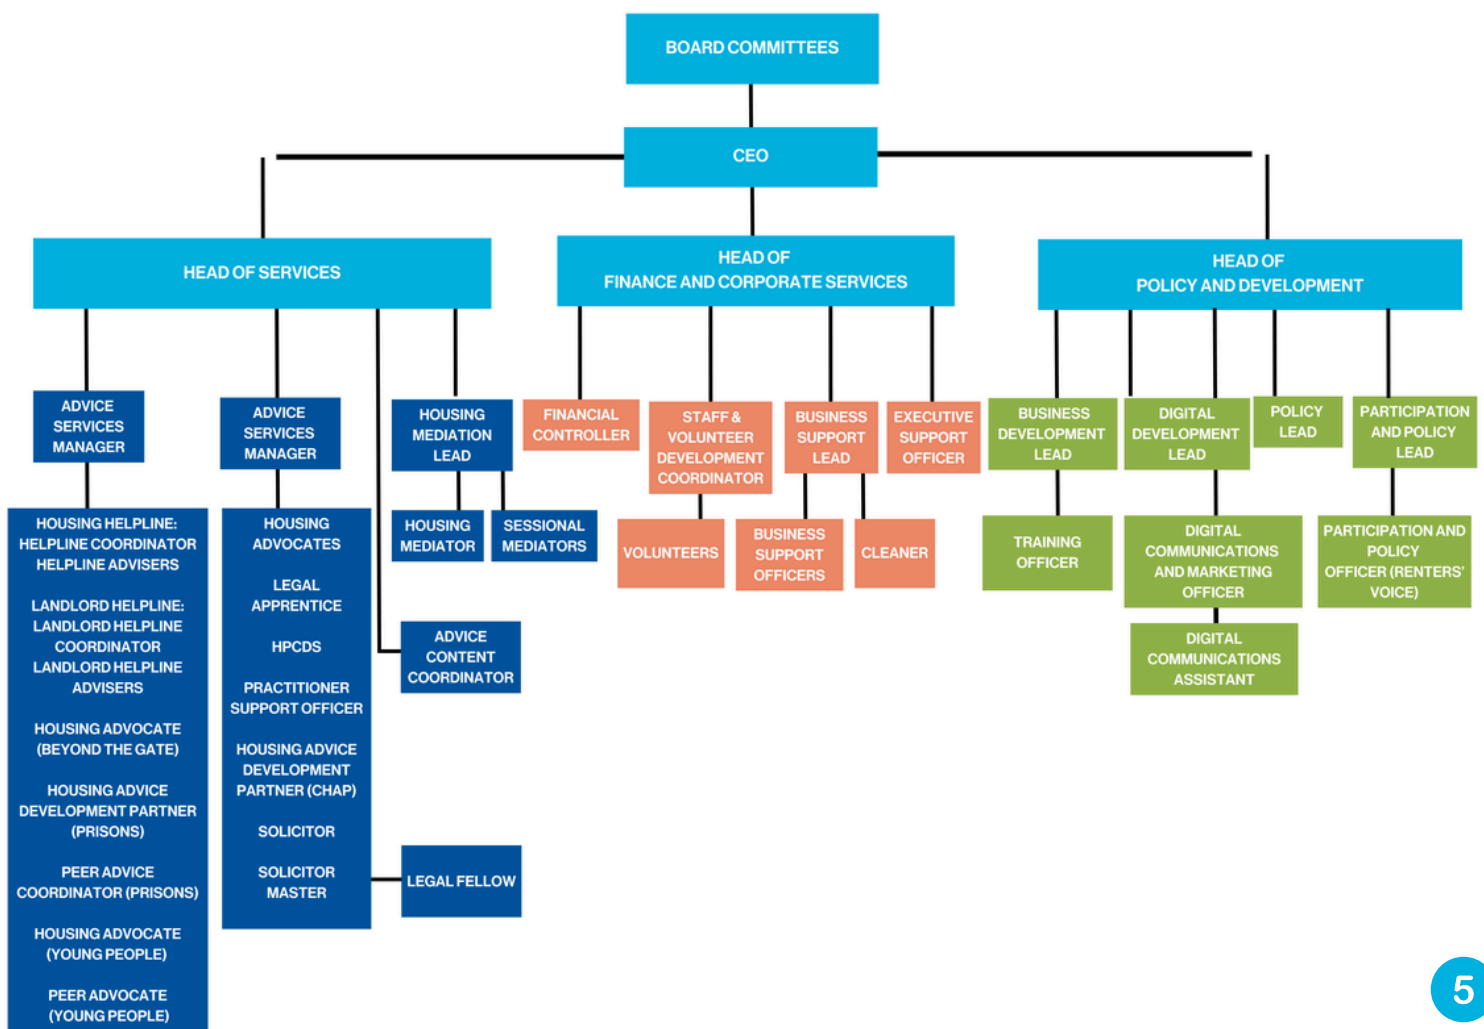 BOARD COMMITTEES
CEO
HEAD OF SERVICES
HEAD OF
FINANCE AND CORPORATE SERVICES
HEAD OF
POLICY AND DEVELOPMENT
ADVICE
SERVICES
MANAGER
ADVICE
SERVICES
MANAGER
HOUSING
MEDIATION
LEAD
FINANCIAL
CONTROLLER
STAFF &
VOLUNTEER
DEVELOPMENT
COORDINATOR
BUSINESS
SUPPORT
LEAD
EXECUTIVE
SUPPORT
OFFICER
BUSINESS
DEVELOPMENT
LEAD
DIGITAL
DEVELOPMENT
LEAD
POLICY
LEAD
PARTICIPATION
AND POLICY
LEAD
HOUSING HELPLINE:
HELPLINE COORDINATOR
HELPLINE ADVISERS
LANDLORD HELPLINE:
LANDLORD HELPLINE
COORDINATOR
LANDLORD HELPLINE
ADVISERS
HOUSING ADVOCATE
(BEYOND THE GATE)
HOUSING ADVICE
DEVELOPMENT PARTNER
(PRISONS)
PEER ADVICE
COORDINATOR (PRISONS)
HOUSING ADVOCATE
(YOUNG PEOPLE)
PEER ADVOCATE
(YOUNG PEOPLE)
HOUSING
ADVOCATES
LEGAL
APPRENTICE
HPCDS
PRACTITIONER
SUPPORT OFFICER
HOUSING ADVICE
DEVELOPMENT
PARTNER (CHAP)
SOLICITOR
SOLICITOR
MASTER
LEGAL FELLOW
HOUSING
MEDIATOR
SESSIONAL
MEDIATORS
ADVICE
CONTENT
COORDINATOR
VOLUNTEERS
BUSINESS
SUPPORT
OFFICERS
CLEANER
TRAINING
OFFICER
DIGITAL
COMMUNICATIONS
AND MARKETING
OFFICER
DIGITAL
COMMUNICATIONS
ASSISTANT
PARTICIPATION AND
POLICY
OFFICER (RENTERS'
VOICE)
5